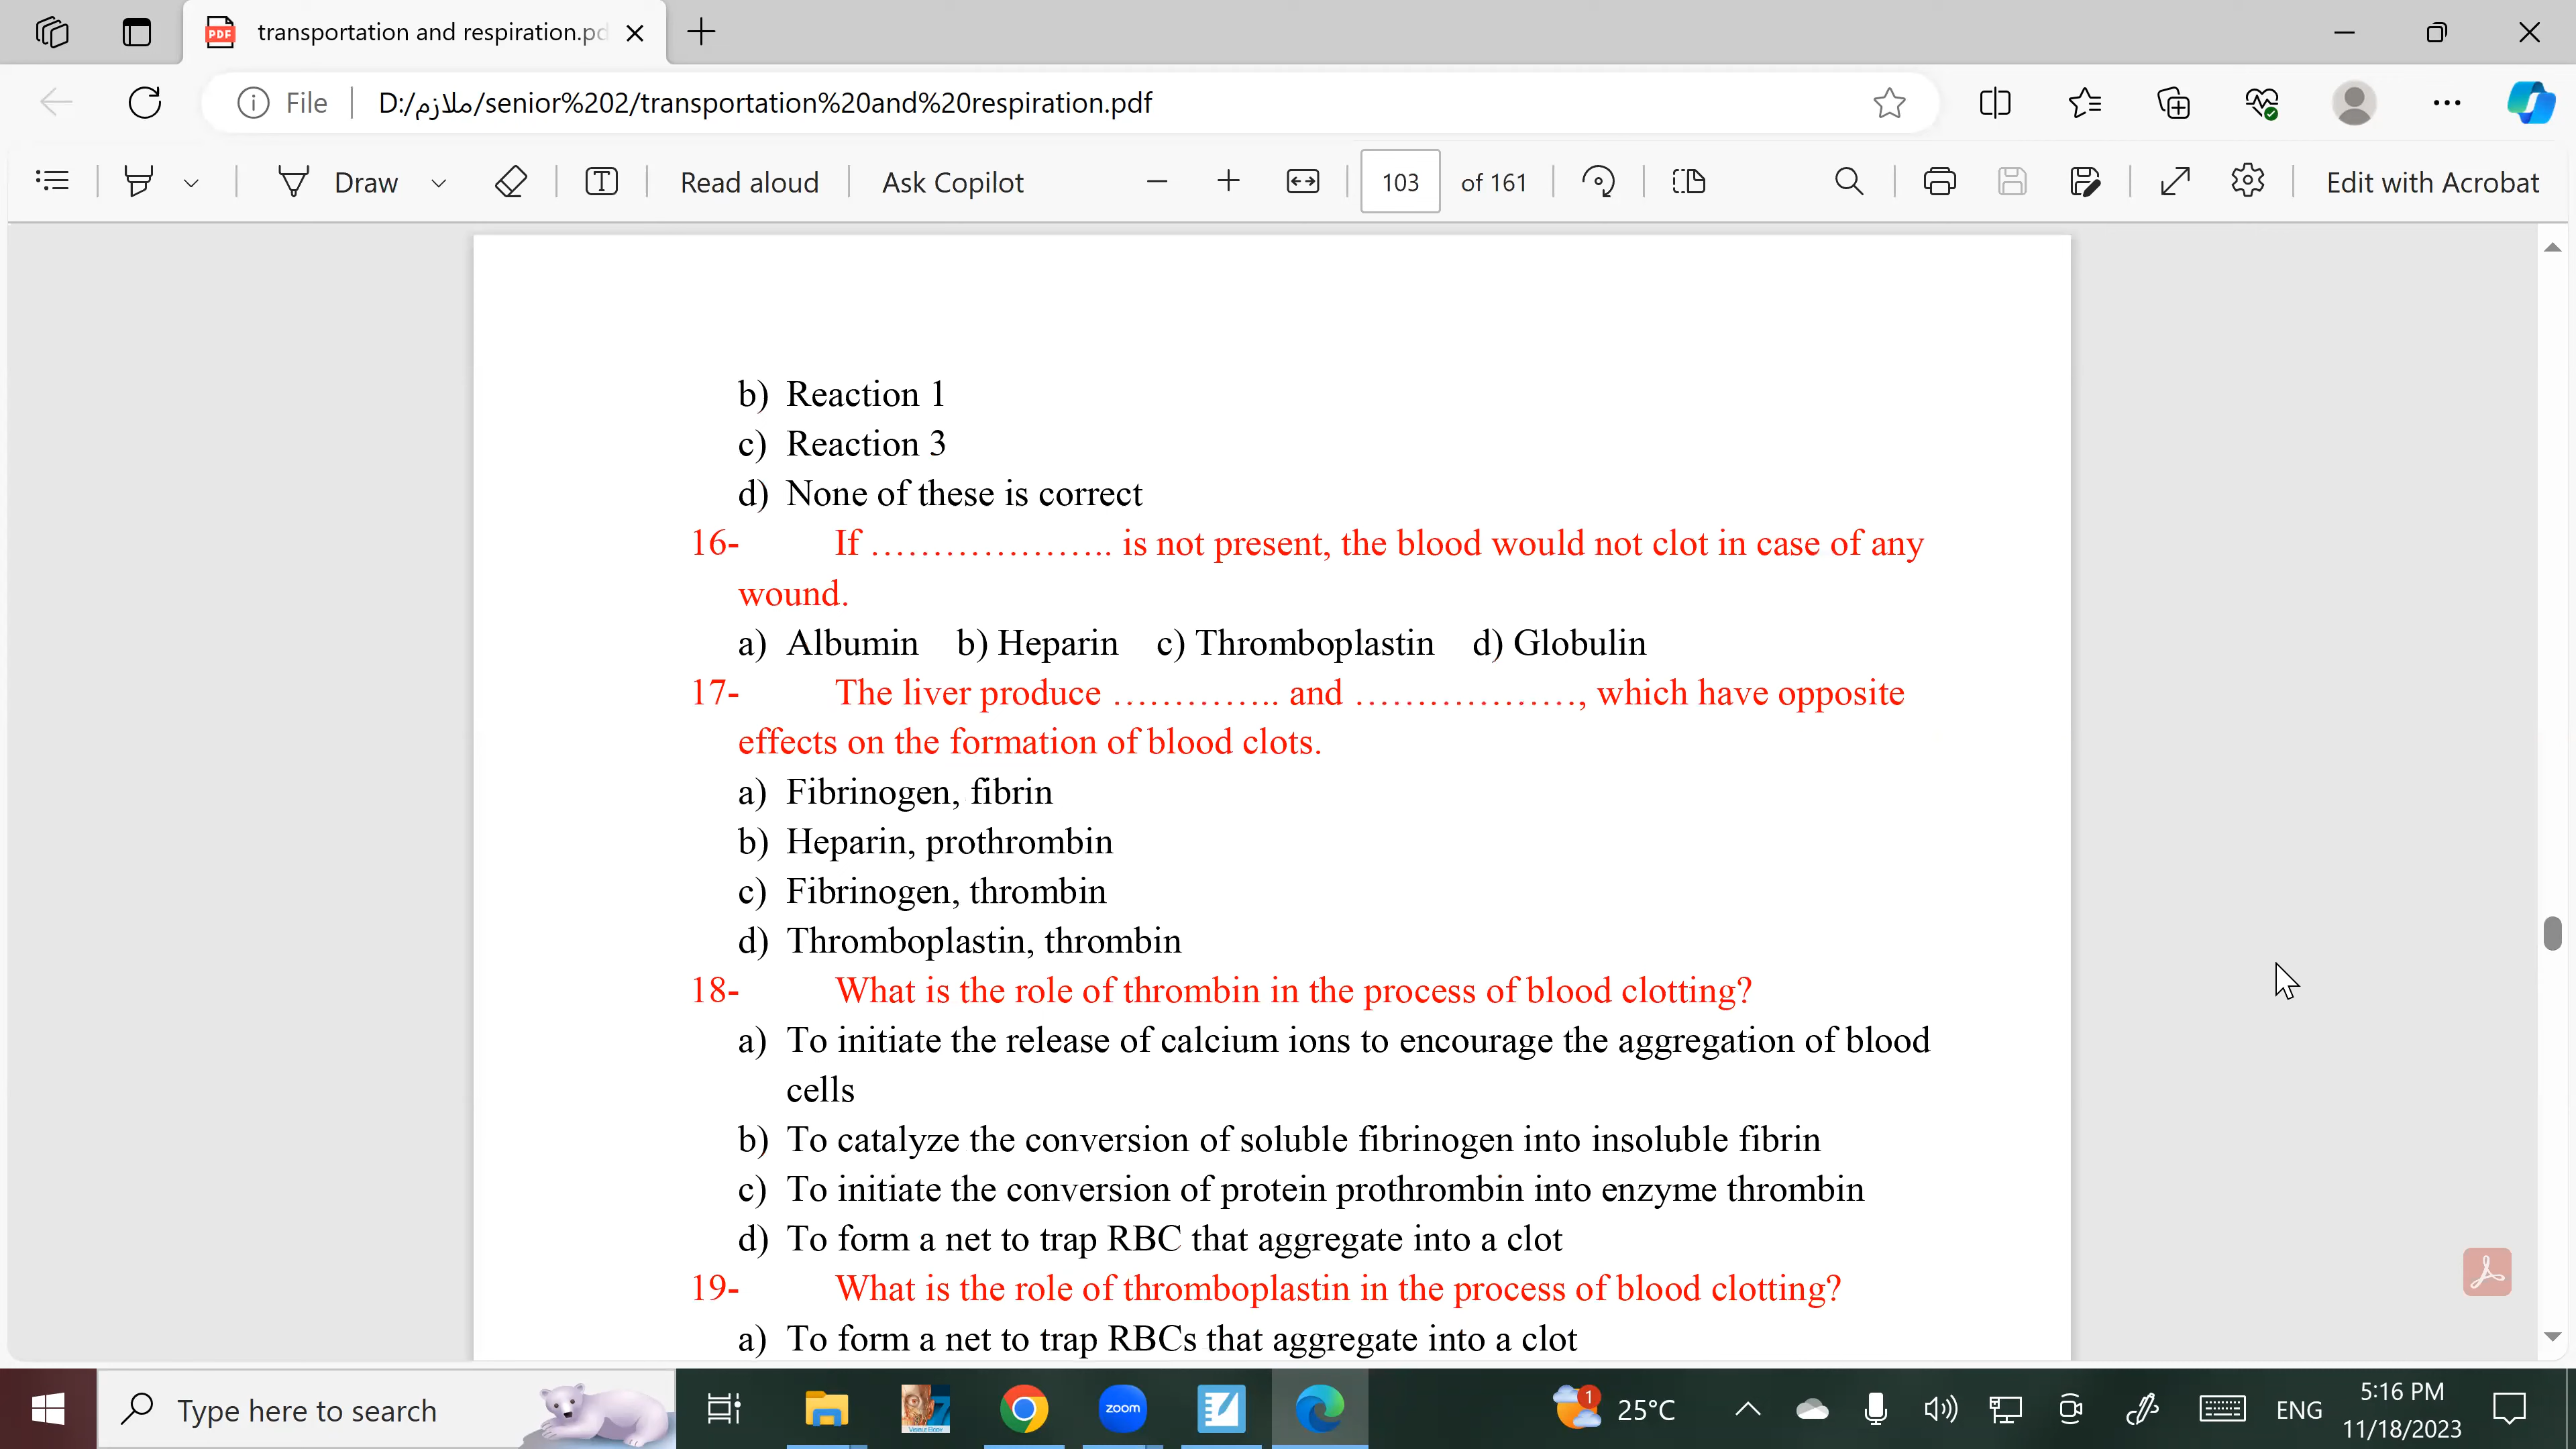 transportation and respiration.pd
File
D:/ملازم/senior%202/transportation%20and%20respiration.pdf
Draw
Read aloud
Ask Copilot
103
of 161
Edit with Acrobat
b) Reaction 1
c) Reaction 3
d) None of these is correct
16- If ………………….. is not present, the blood would not clot in case of any
wound.
a) Albumin b) Heparin c) Thromboplastin d) Globulin
17- The liver produce ………….. and ………………, which have opposite
effects on the formation of blood clots.
a) Fibrinogen, fibrin
b) Heparin, prothrombin
c) Fibrinogen, thrombin
d) Thromboplastin, thrombin
18- What is the role of thrombin in the process of blood clotting?
a) To initiate the release of calcium ions to encourage the aggregation of blood
cells
b) To catalyze the conversion of soluble fibrinogen into insoluble fibrin
c) To initiate the conversion of protein prothrombin into enzyme thrombin
d) To form a net to trap RBC that aggregate into a clot
19- What is the role of thromboplastin in the process of blood clotting?
a) To form a net to trap RBCs that aggregate into a clot
Type here to search
zoom
1
25°C
ENG
5:16 PM
11/18/2023